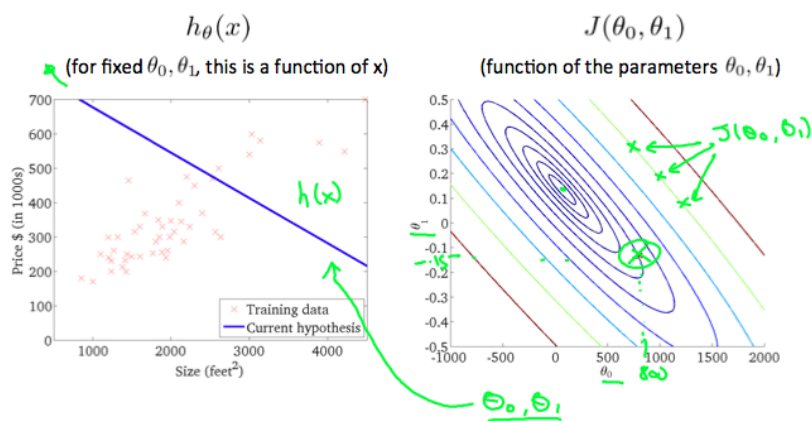 h_θ(x)
(for fixed θ₀, θ₁, this is a function of x)
700
600
500
400
300
200
100
0
Price $ (in 1000s)
h(x)
Training data
Current hypothesis
1000 2000 3000 4000
Size (feet²)
θ₀, θ₁
J(θ₀, θ₁)
(function of the parameters θ₀, θ₁)
0.5
0.4
0.3
0.2
0.1
0
-0.1
-0.2
-0.3
-0.4
-0.5
θ₁
-.15
J(θ₀, θ₁)
-1000 -500 0 500 1000 1500 2000
θ₀
800